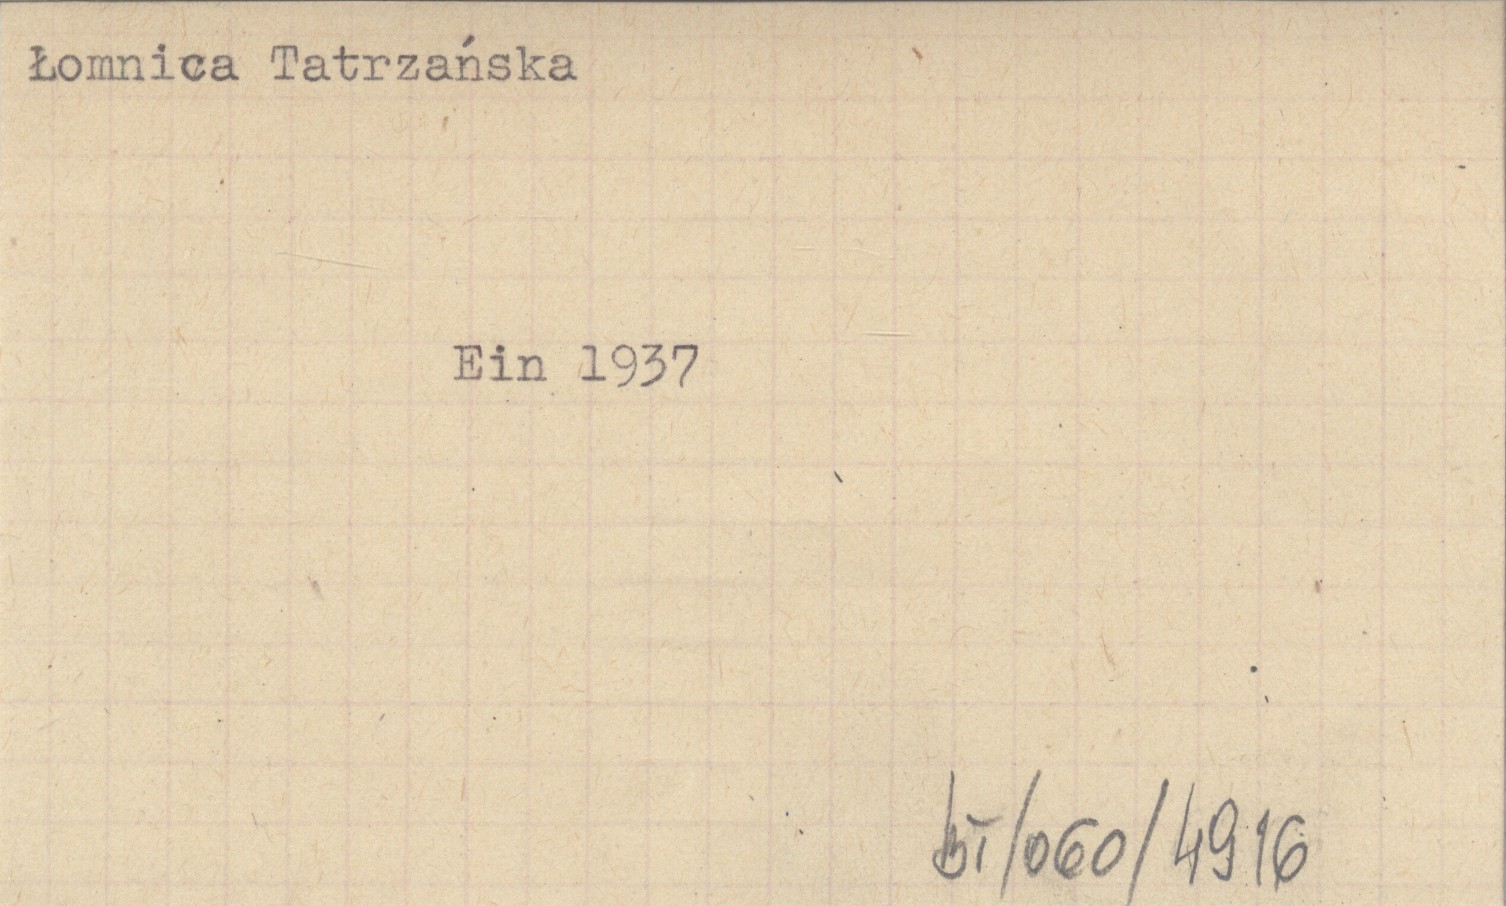 Łomnica Tatrzańska
Ein 1937
bI/060/4916